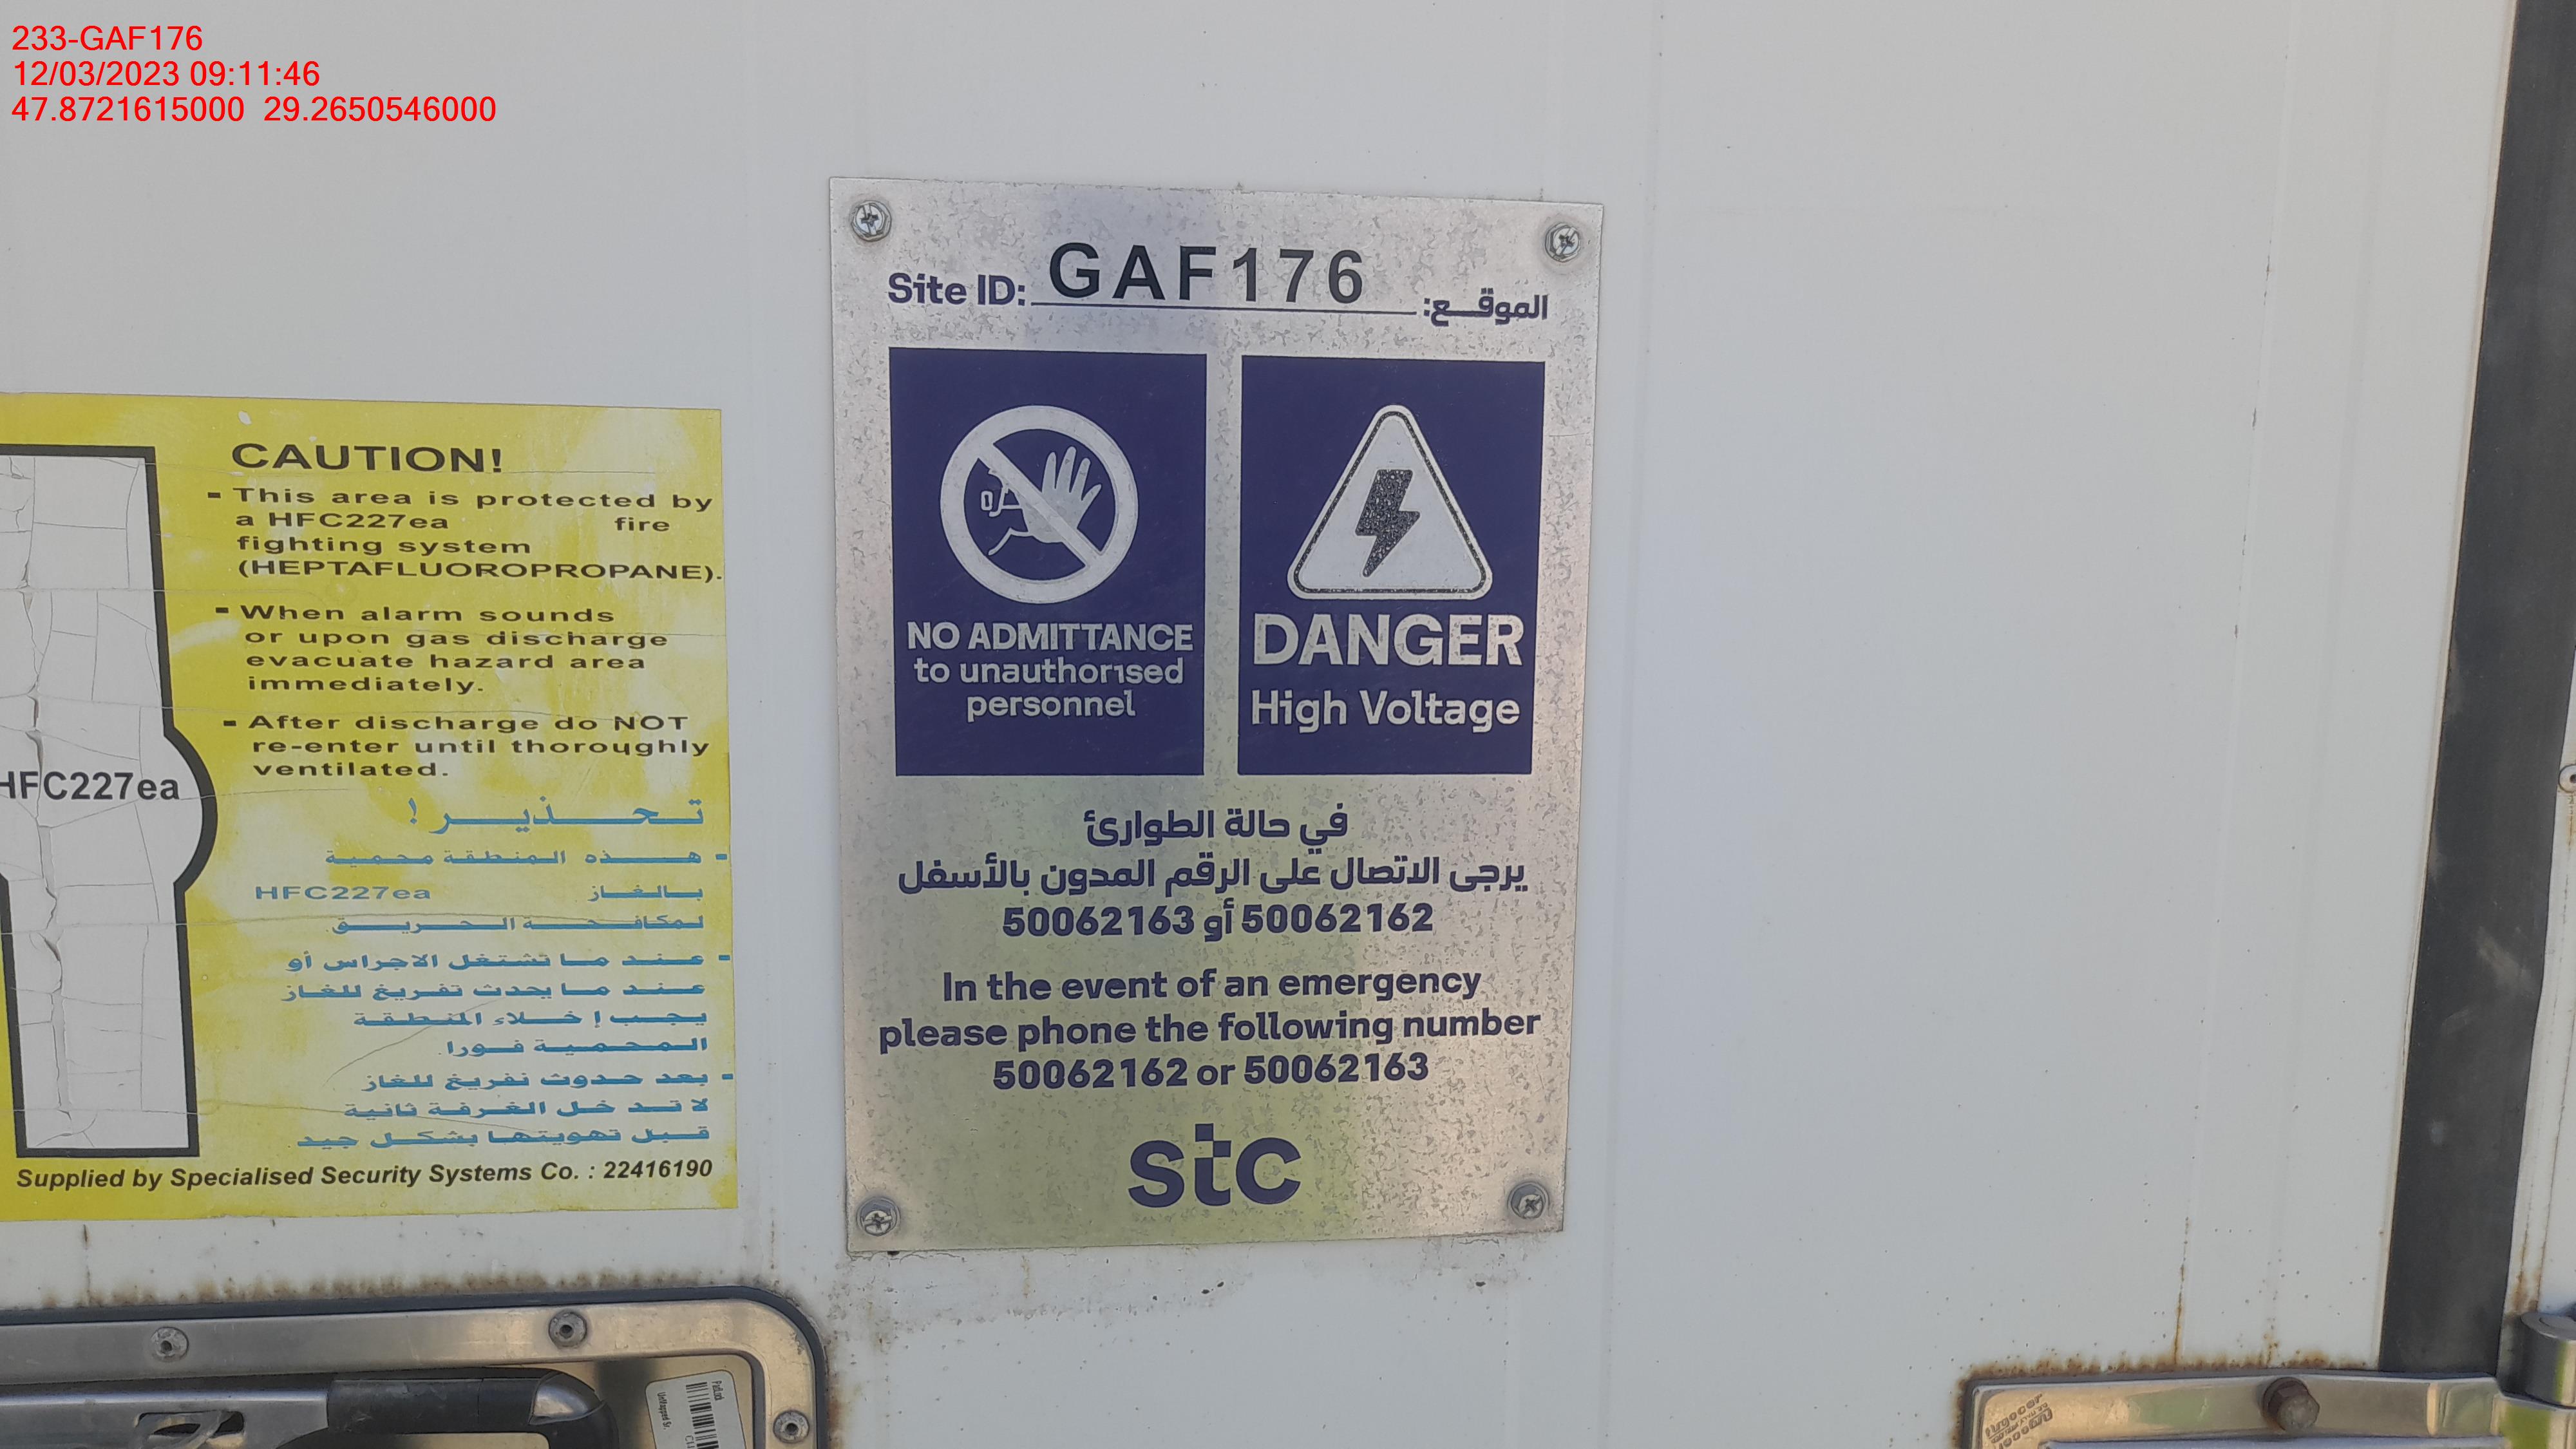 233-GAF176
12/03/2023 09:11:46
47.8721615000 29.2650546000
Site ID: GAF176 الموقع:
NO ADMITTANCE
to unauthorised
personnel
DANGER
High Voltage
في حالة الطوارئ
يرجى الاتصال على الرقم المدون بالأسفل
50062162 أو 50062163
In the event of an emergency
please phone the following number
50062162 or 50062163
stc
HFC227ea
CAUTION!
- This area is protected by
a HFC227ea fire
fighting system
(HEPTAFLUOROPROPANE).
- When alarm sounds
or upon gas discharge
evacuate hazard area
immediately.
- After discharge do NOT
re-enter until thoroughly
ventilated.
تحذير!
- هذه المنطقة محمية
بالغاز HFC227ea
لمكافحة الحريق.
- عند ما تشتغل الاجراس أو
عند ما يحدث تفريغ للغاز
يجب إخلاء المنطقة
المحمية فورا.
- بعد حدوث تفريغ للغاز
لا تدخل الغرفة ثانية
قبل تهويتها بشكل جيد.
Supplied by Specialised Security Systems Co. : 22416190